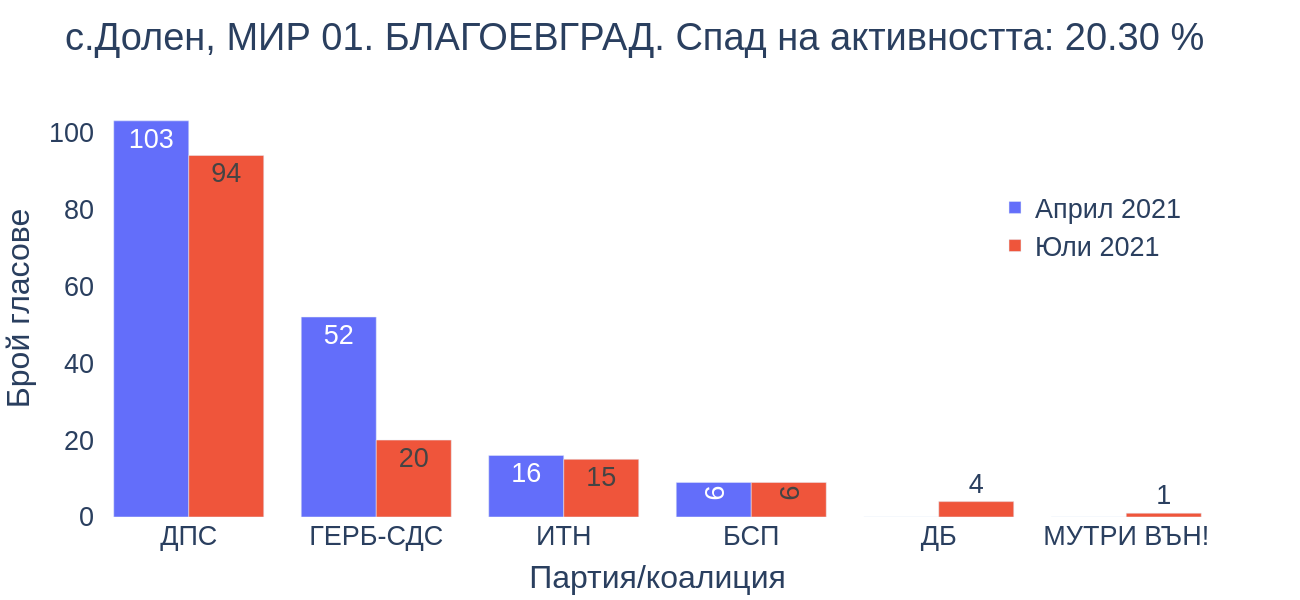 с.Долен, МИР 01. БЛАГОЕВГРАД. Спад на активността: 20.30 %
Брой гласове
100
80
60
40
20
0
103
94
52
20
16
15
9
9
4
1
Април 2021
Юли 2021
ДПС
ГЕРБ-СДС
ИТН
БСП
ДБ
МУТРИ ВЪН!
Партия/коалиция